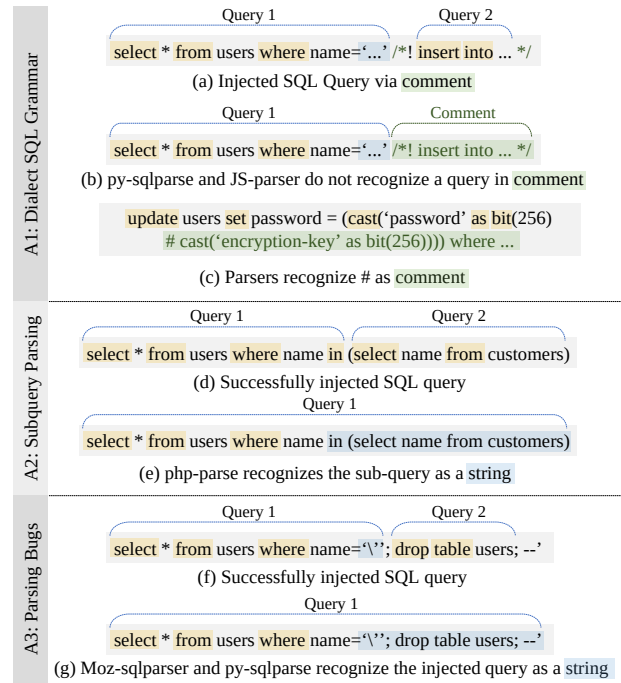 A1: Dialect SQL Grammar
Query 1 Query 2
select * from users where name=‘...’ /*! insert into ... */
(a) Injected SQL Query via comment
Query 1 Comment
select * from users where name=‘...’ /*! insert into ... */
(b) py-sqlparse and JS-parser do not recognize a query in comment
update users set password = (cast(‘password’ as bit(256)
# cast(‘encryption-key’ as bit(256)))) where ...
(c) Parsers recognize # as comment
A2: Subquery Parsing
Query 1 Query 2
select * from users where name in (select name from customers)
(d) Successfully injected SQL query
Query 1
select * from users where name in (select name from customers)
(e) php-parse recognizes the sub-query as a string
A3: Parsing Bugs
Query 1 Query 2
select * from users where name=‘\’’; drop table users; --’
(f) Successfully injected SQL query
Query 1
select * from users where name=‘\’’; drop table users; --’
(g) Moz-sqlparser and py-sqlparse recognize the injected query as a string